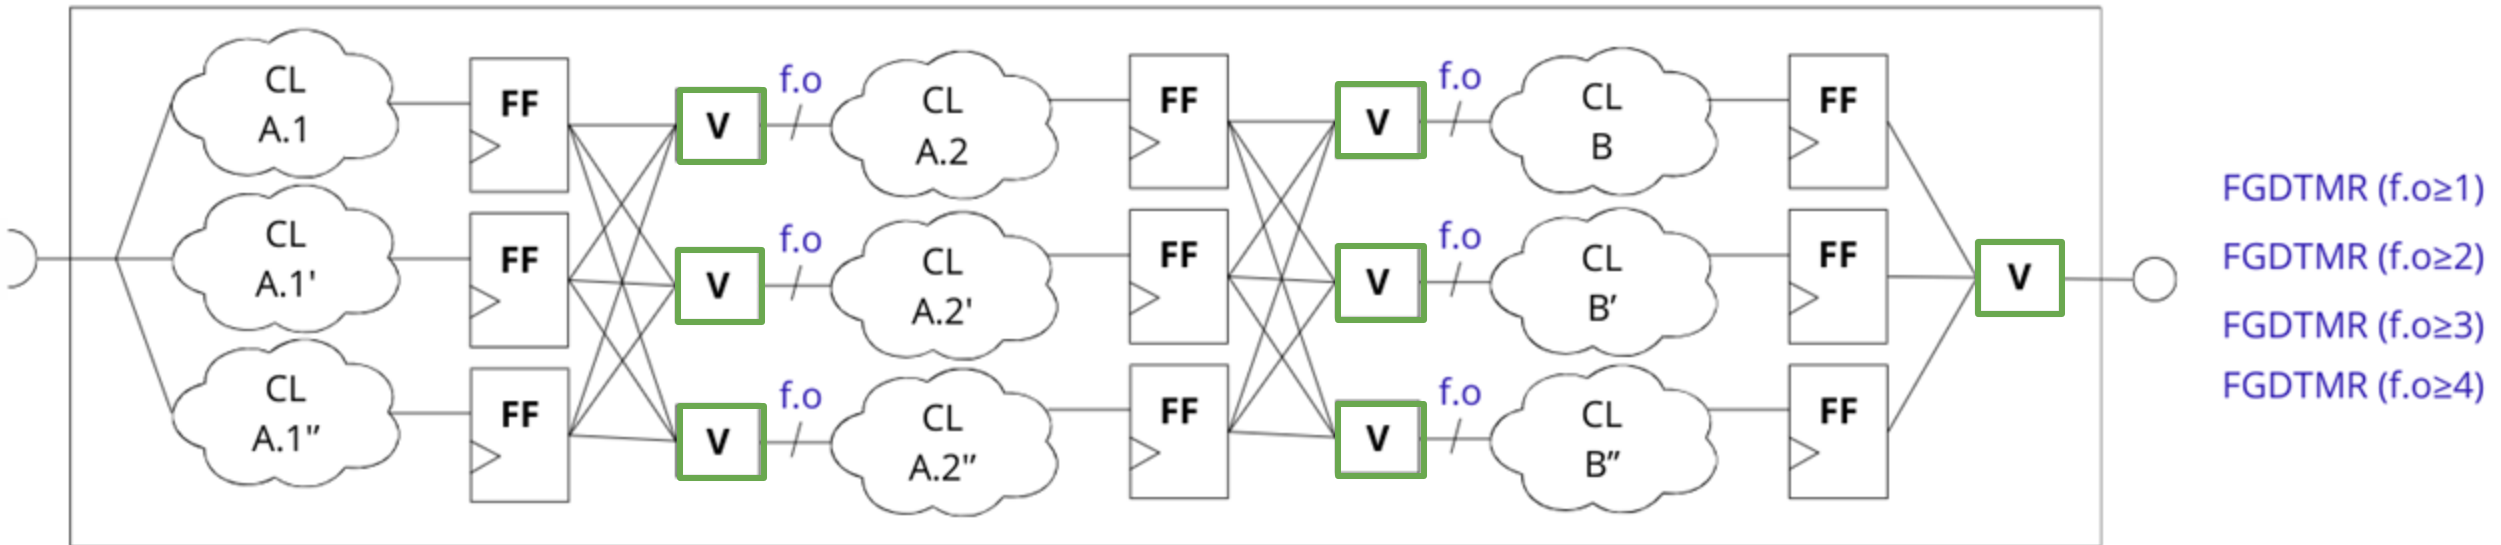 CL
A.1
FF
V
f.o
CL
A.2
FF
V
f.o
CL
B
FF
CL
A.1'
FF
V
f.o
CL
A.2'
FF
V
f.o
CL
B’
FF
V
CL
A.1”
FF
V
f.o
CL
A.2”
FF
V
f.o
CL
B”
FF
FGDTMR (f.o≥1)
FGDTMR (f.o≥2)
FGDTMR (f.o≥3)
FGDTMR (f.o≥4)